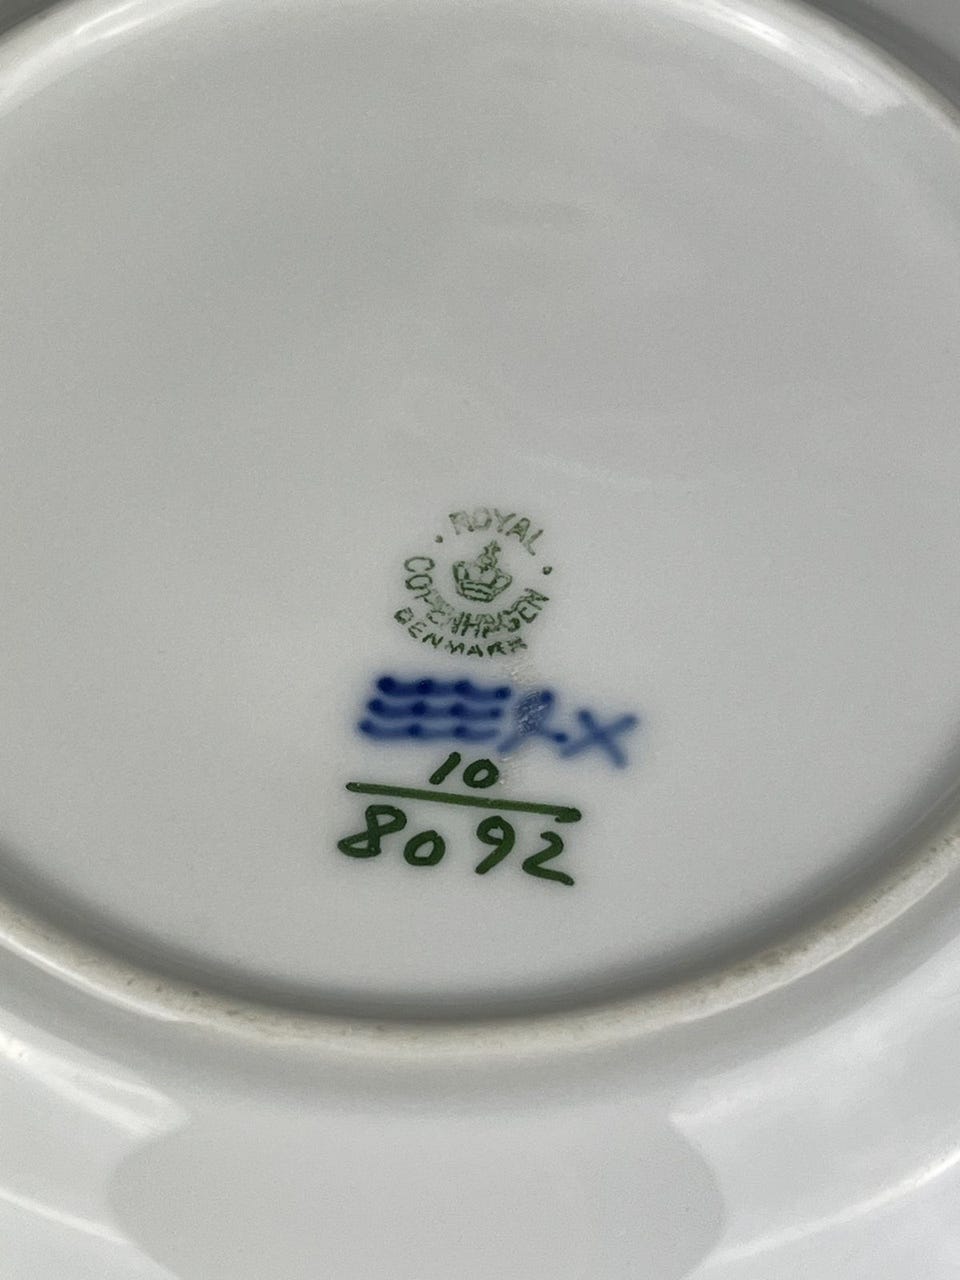 ROYAL
COPENHAGEN
DENMARK
10
8092